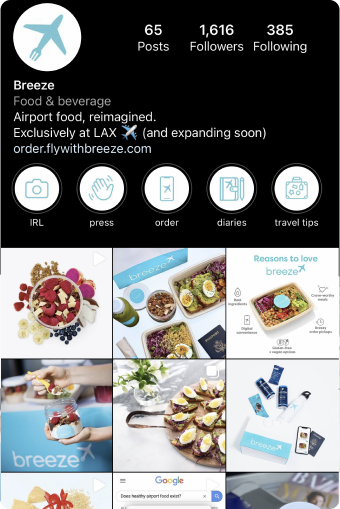 65
Posts
1,616
Followers
385
Following
Breeze
Food & beverage
Airport food, reimagined.
Exclusively at LAX ✈️ (and expanding soon)
order.flywithbreeze.com
IRL
press
order
diaries
travel tips
breeze
Reasons to love
breeze
Real
ingredients
Crave-worthy
meals
Digital
convenience
Breezy
order pickups
Gluten-free
+ vegan options
breeze
breeze
Google
Does healthy airport food exist?
BV